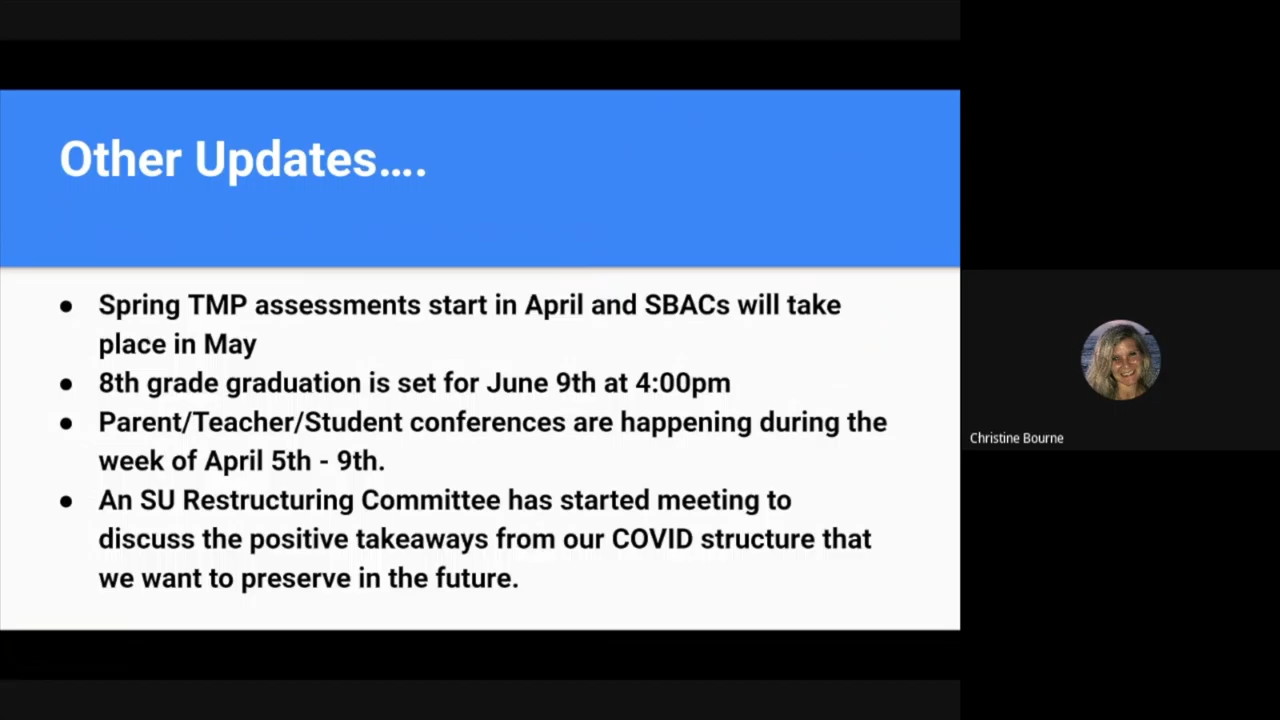 Other Updates....
● Spring TMP assessments start in April and SBACs will take
place in May
● 8th grade graduation is set for June 9th at 4:00pm
● Parent/Teacher/Student conferences are happening during the
week of April 5th - 9th.
● An SU Restructuring Committee has started meeting to
discuss the positive takeaways from our COVID structure that
we want to preserve in the future.
Christine Bourne